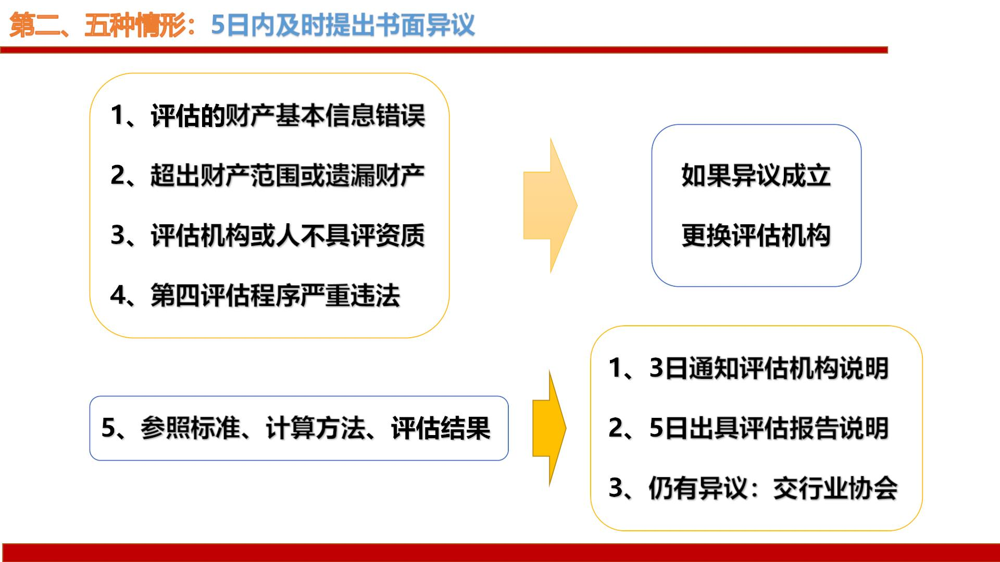 第二、五种情形：5日内及时提出书面异议
1、评估的财产基本信息错误
2、超出财产范围或遗漏财产
3、评估机构或人不具评资质
4、第四评估程序严重违法
如果异议成立
更换评估机构
5、参照标准、计算方法、评估结果
1、3日通知评估机构说明
2、5日出具评估报告说明
3、仍有异议：交行业协会